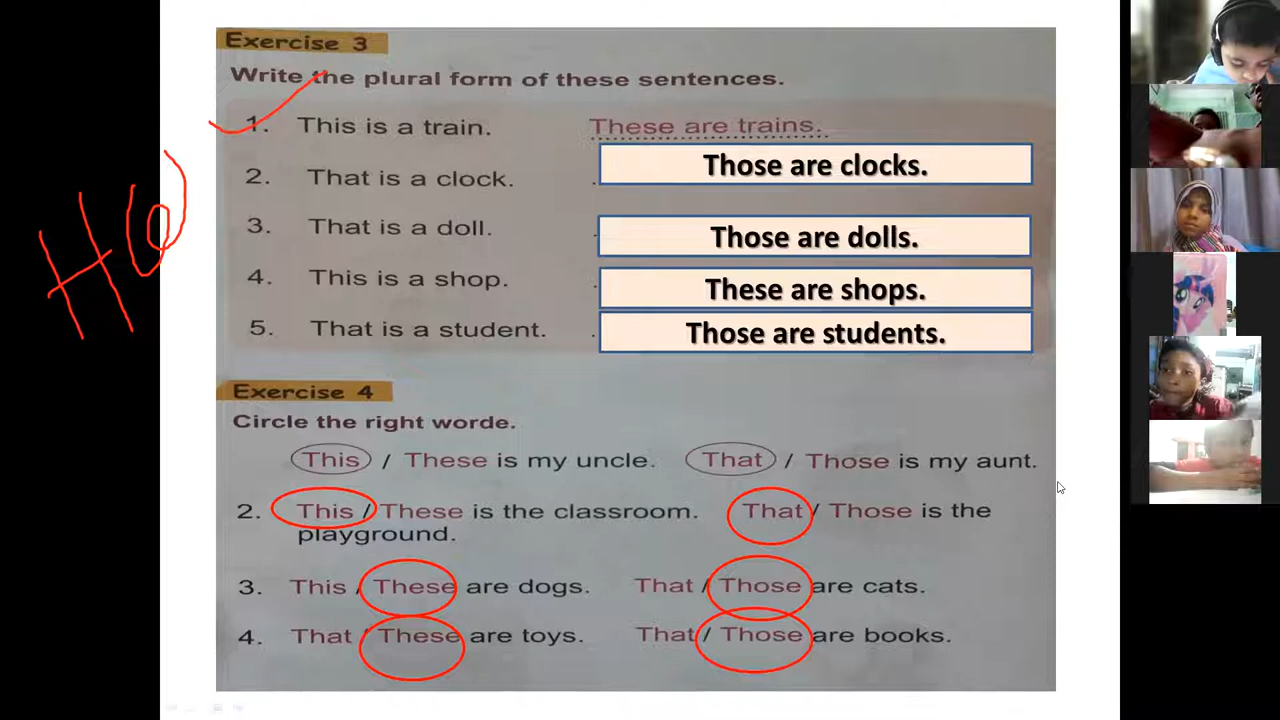 Exercise 3
Write the plural form of these sentences.
1. This is a train. These are trains.
2. That is a clock. Those are clocks.
3. That is a doll. Those are dolls.
4. This is a shop. These are shops.
5. That is a student. Those are students.
Exercise 4
Circle the right worde.
This / These is my uncle. That / Those is my aunt.
2. This / These is the classroom. That / Those is the
playground.
3. This / These are dogs. That / Those are cats.
4. That / These are toys. That / Those are books.